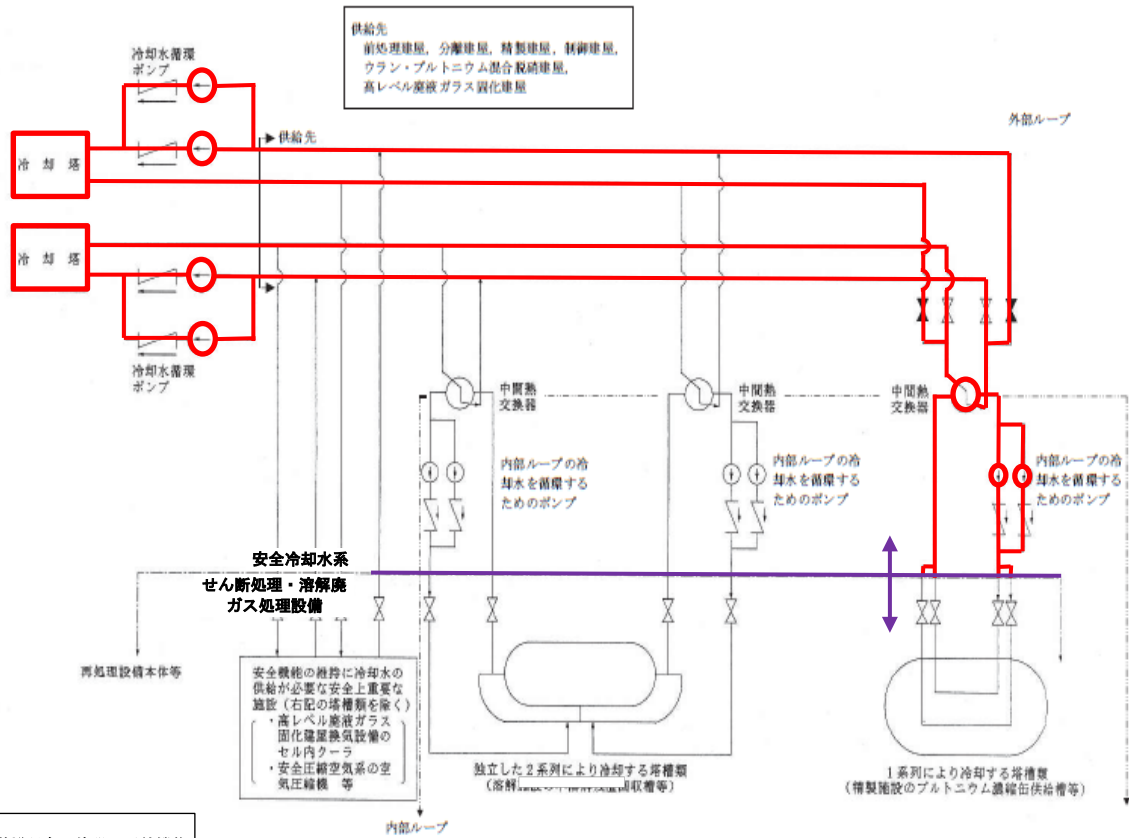 供給先
前処理建屋，分離建屋，精製建屋，制御建屋，
ウラン・プルトニウム混合脱硝建屋，
高レベル廃液ガラス固化建屋
冷却水循環
ポンプ
外部ループ
供給先
冷却塔
冷却塔
冷却水循環
ポンプ
中間熱
交換器
中間熱
交換器
中間熱
交換器
内部ループの冷
却水を循環する
ためのポンプ
内部ループの冷
却水を循環する
ためのポンプ
内部ループの冷
却水を循環する
ためのポンプ
安全冷却水系
せん断処理・溶解廃
ガス処理設備
再処理設備本体等
安全機能の維持に冷却水の
供給が必要な安全上重要な
施設（右記の塔槽類を除く）
・高レベル廃液ガラス
固化建屋換気設備の
セル内クーラ
・安全圧縮空気系の空
気圧縮機 等
独立した2系列により冷却する塔槽類
1系列により冷却する塔槽類
（精製施設のプルトニウム濃縮缶供給槽等）
内部ループ